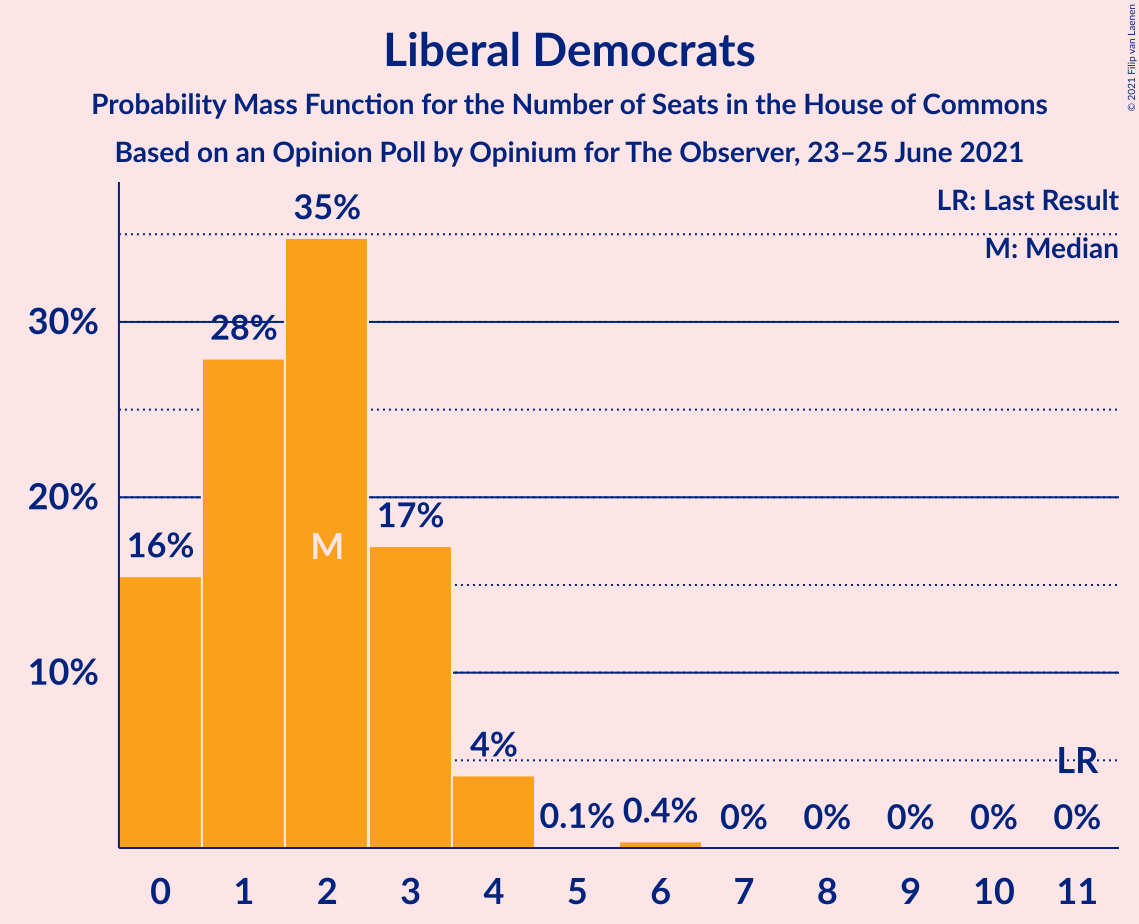 Liberal Democrats
Probability Mass Function for the Number of Seats in the House of Commons
Based on an Opinion Poll by Opinium for The Observer, 23–25 June 2021
© 2021 Filip van Laenen
LR: Last Result
M: Median
35%
30%
28%
20%
17%
16%
M
10%
4%
LR
0.1%
0.4%
0%
0%
0%
0%
0%
0 1 2 3 4 5 6 7 8 9 10 11